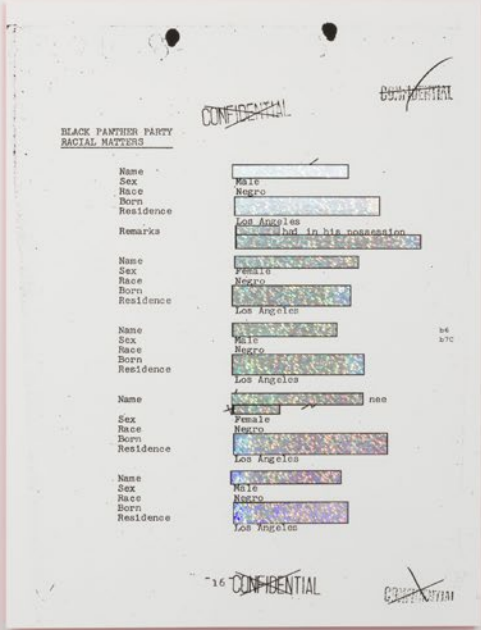 CONFIDENTIAL
CONFIDENTIAL
BLACK PANTHER PARTY
RACIAL MATTERS
Name
Sex Male
Race Negro
Born
Residence
Los Angeles
Remarks had in his possession
Name
Sex Female
Race Negro
Born
Residence
Los Angeles
Name b6
Sex Male b7C
Race Negro
Born
Residence
Los Angeles
Name nee
Sex Female
Race Negro
Born
Residence
Los Angeles
Name
Sex Male
Race Negro
Born
Residence
Los Angeles
16 CONFIDENTIAL
CONFIDENTIAL